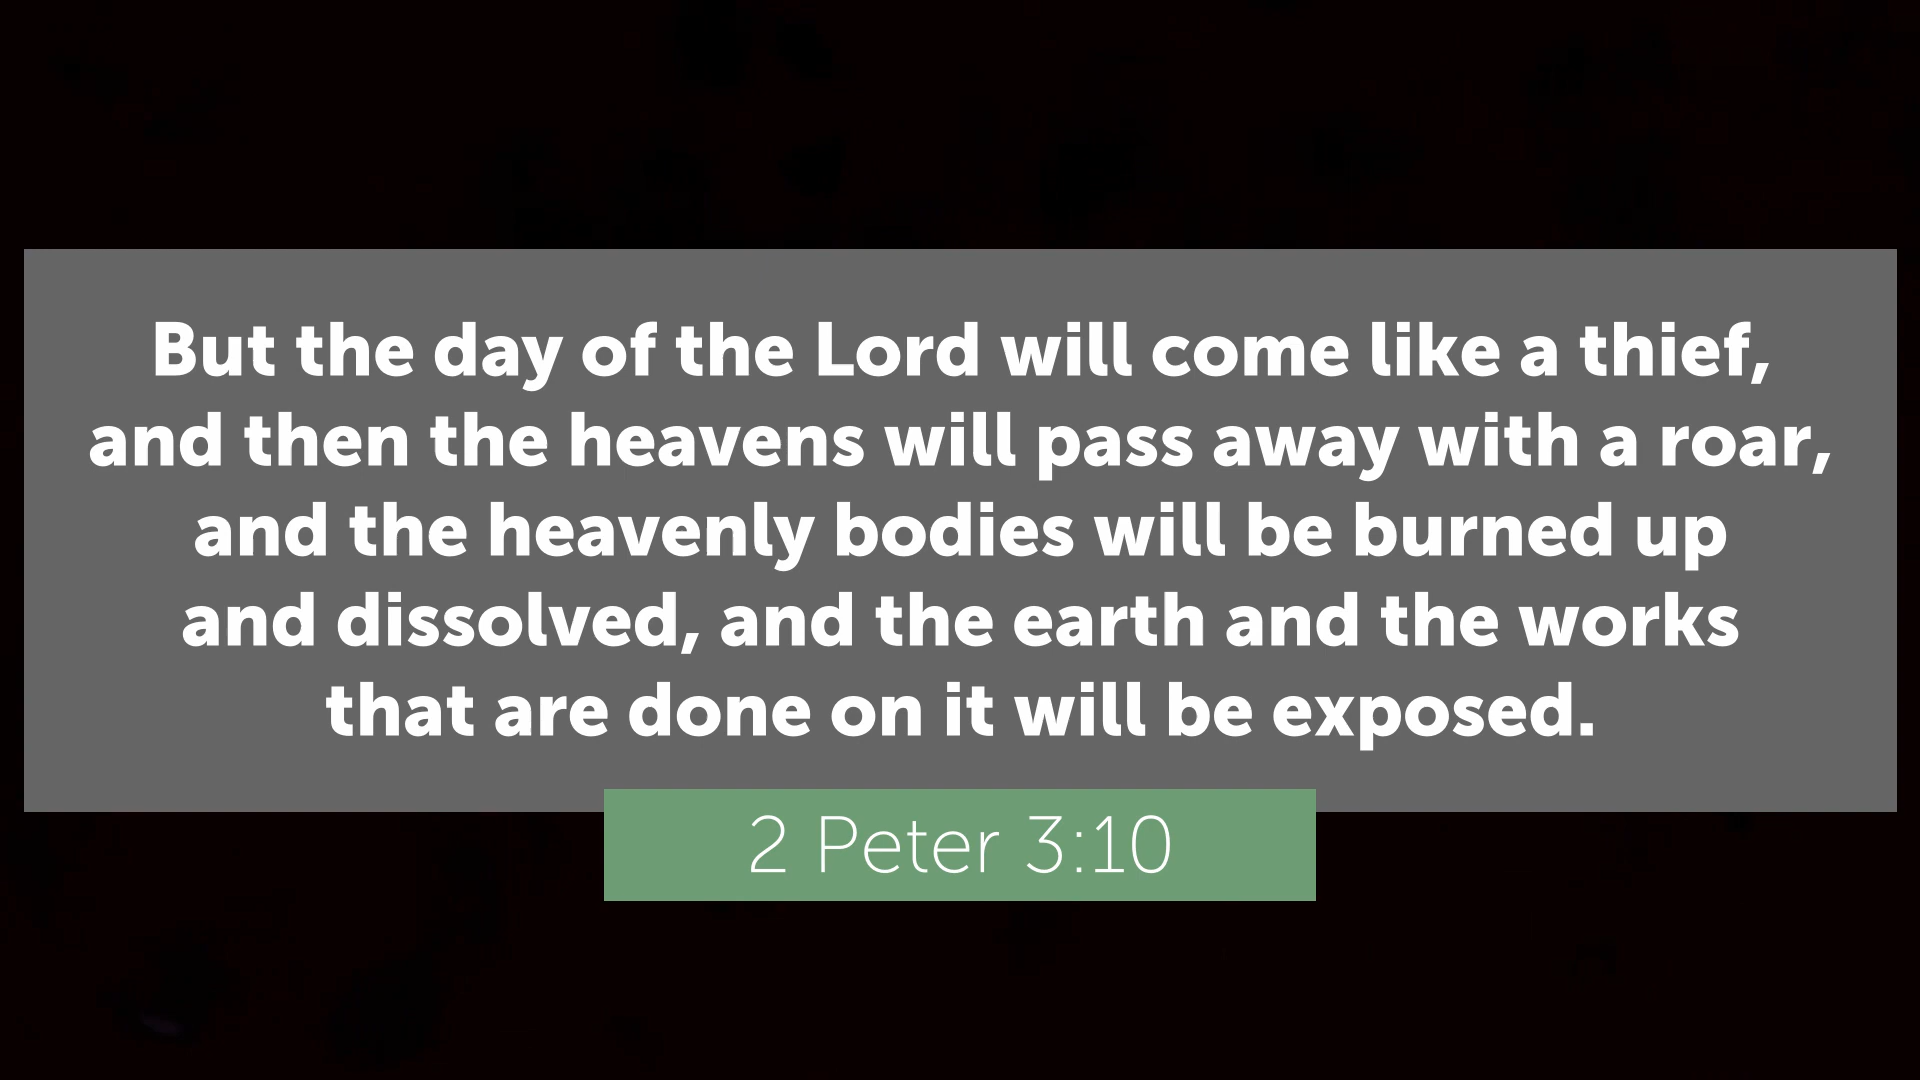 But the day of the Lord will come like a thief,
and then the heavens will pass away with a roar,
and the heavenly bodies will be burned up
and dissolved, and the earth and the works
that are done on it will be exposed.
2 Peter 3:10